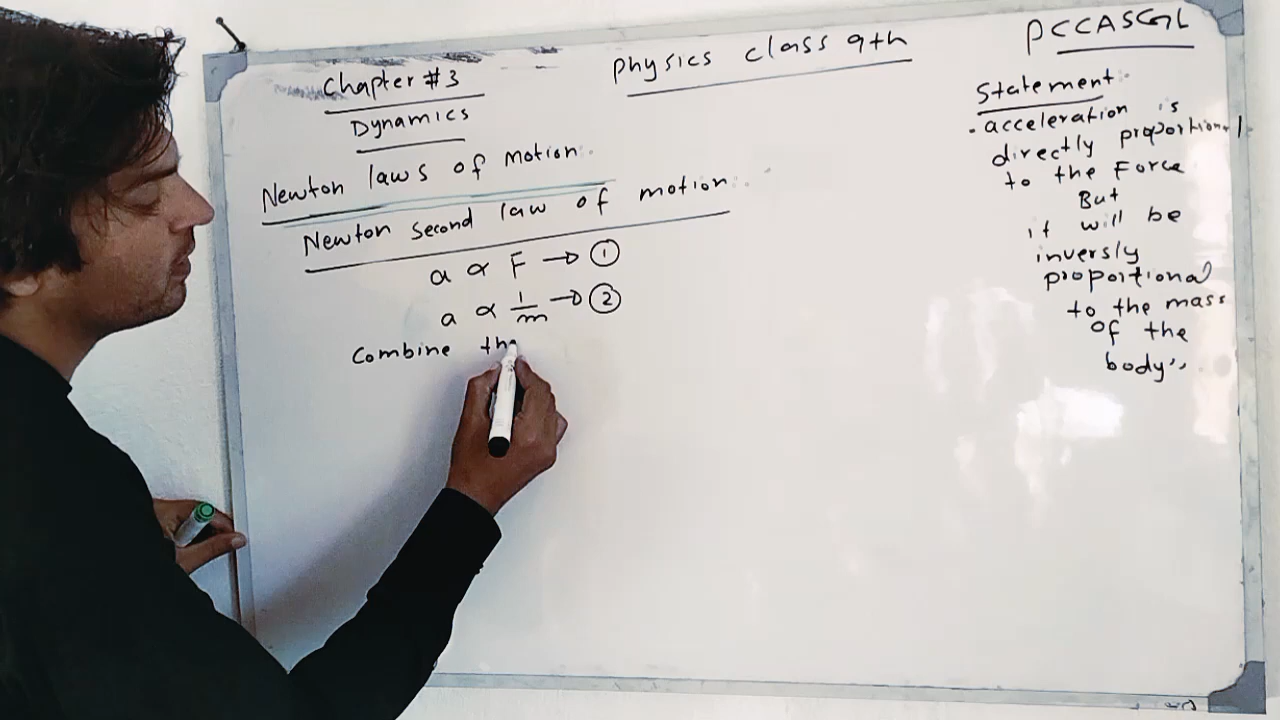 PCCASGL
Physics class 9th
Chapter #3
Dynamics
Newton laws of motion.
Newton second law of motion.
a ∝ F → ①
a ∝ 1/m → ②
Combine the
Statement:
. acceleration is
directly proportional
to the Force
But
it will be
inversly
proportional
to the mass
of the
body"